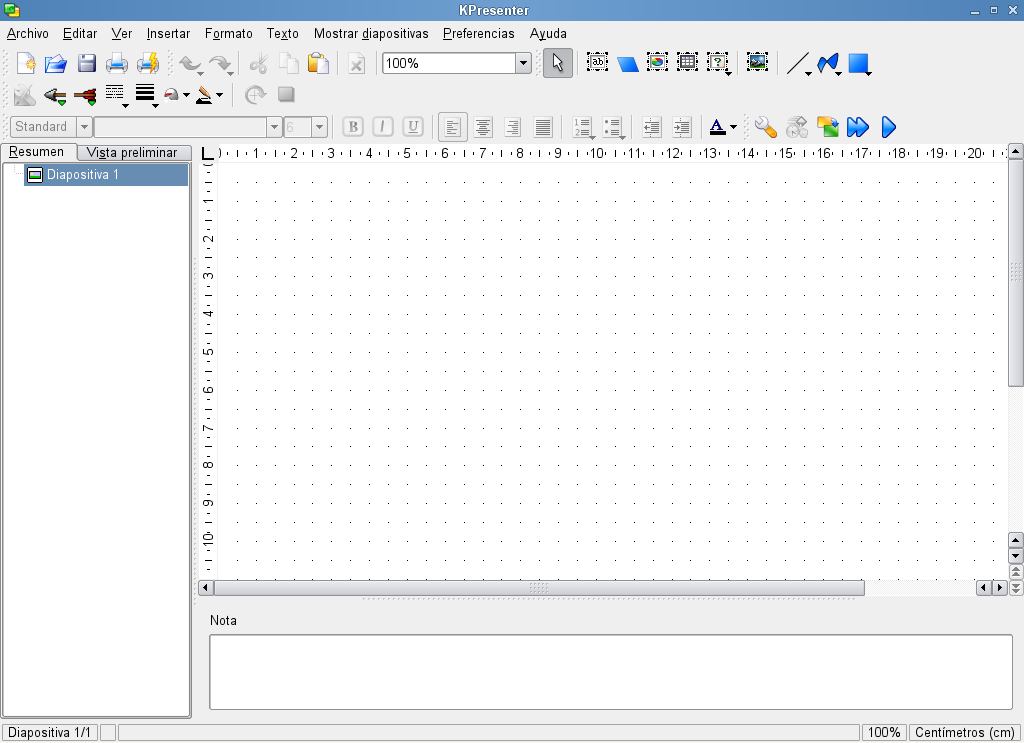 KPresenter
Archivo Editar Ver Insertar Formato Texto Mostrar diapositivas Preferencias Ayuda
100%
Standard 6 B I U A
Resumen Vista preliminar
1 2 3 4 5 6 7 8 9 10 11 12 13 14 15 16 17 18 19 20
Diapositiva 1
1
2
3
4
5
6
7
8
9
10
Nota
Diapositiva 1/1 100% Centímetros (cm)